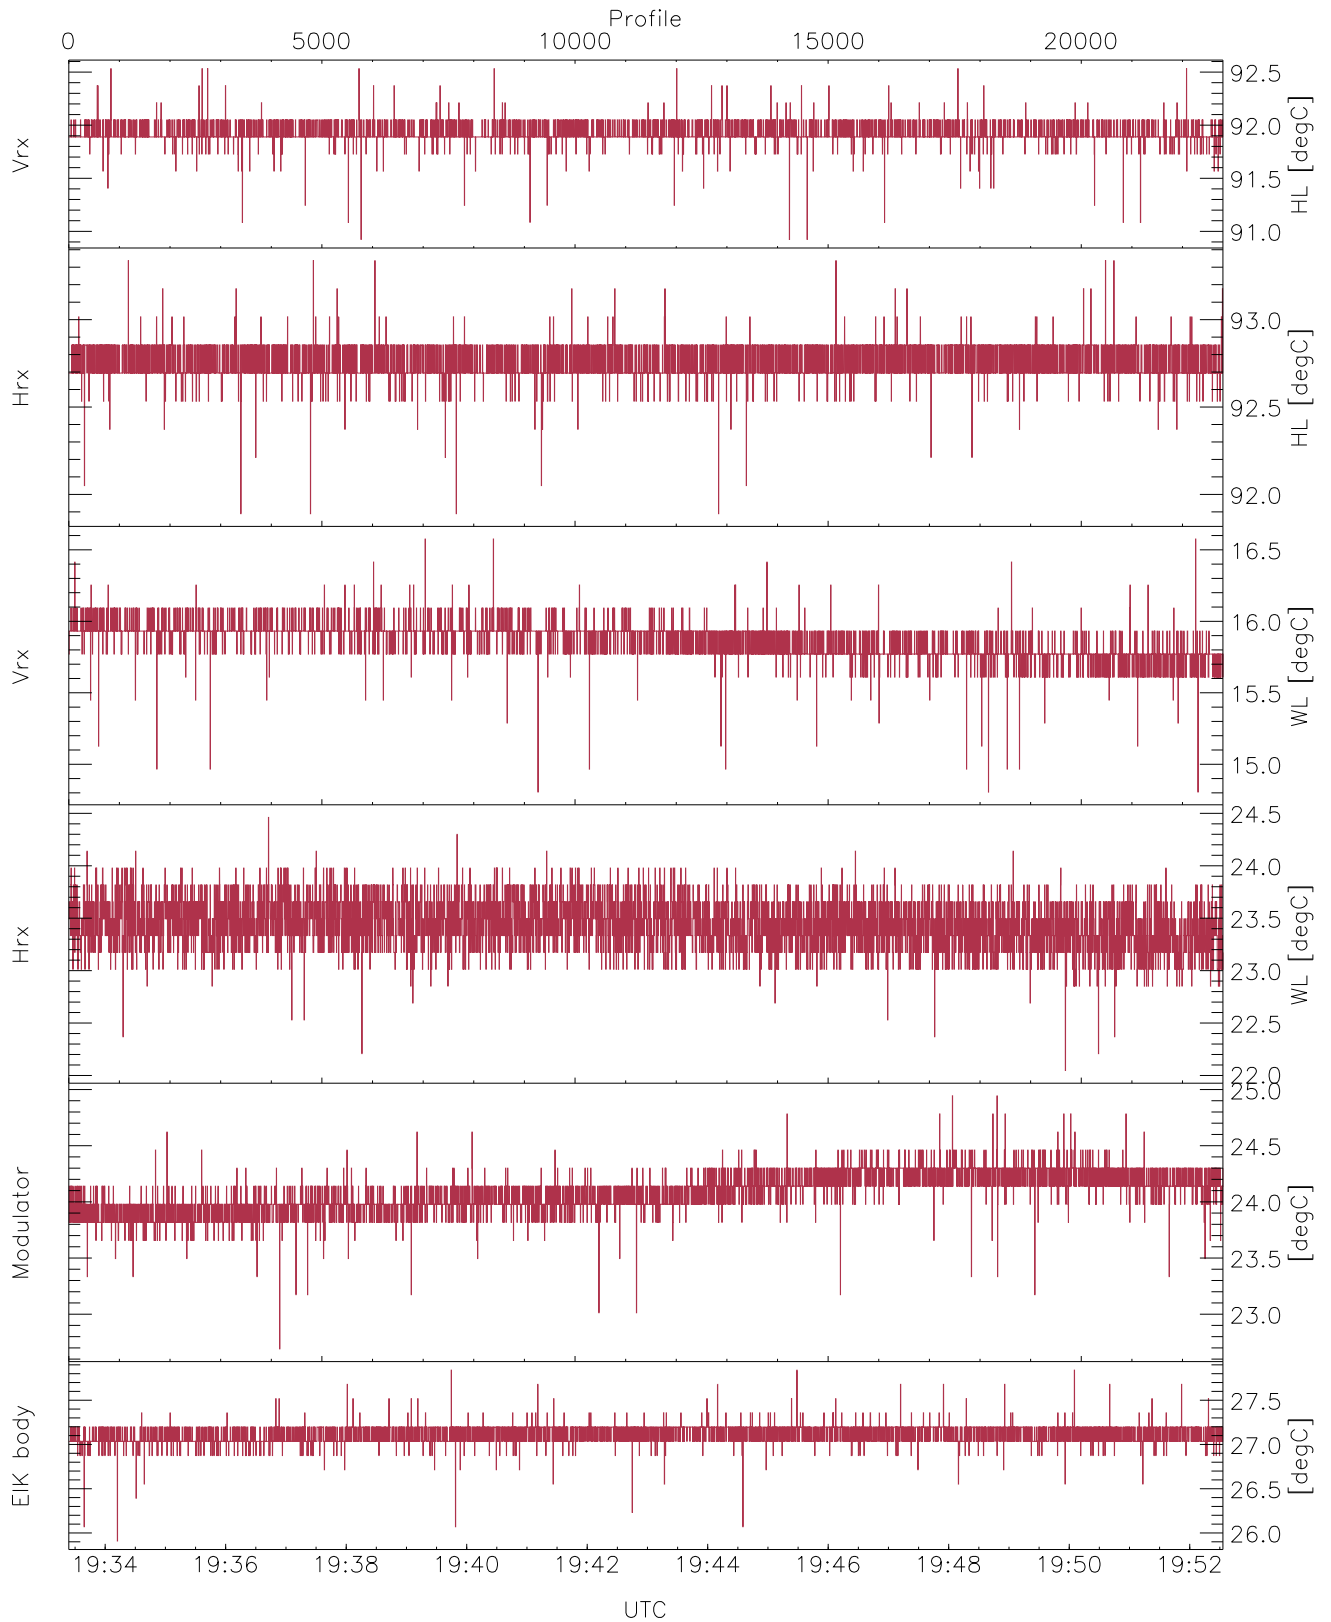 Profile
0 5000 10000 15000 20000
Vrx
92.5
92.0
91.5
91.0
HL [degC]
Hrx
93.0
92.5
92.0
HL [degC]
Vrx
16.5
16.0
15.5
15.0
WL [degC]
Hrx
24.5
24.0
23.5
23.0
22.5
22.0
WL [degC]
Modulator
25.0
24.5
24.0
23.5
23.0
[degC]
EIK body
27.5
27.0
26.5
26.0
[degC]
19:34 19:36 19:38 19:40 19:42 19:44 19:46 19:48 19:50 19:52
UTC